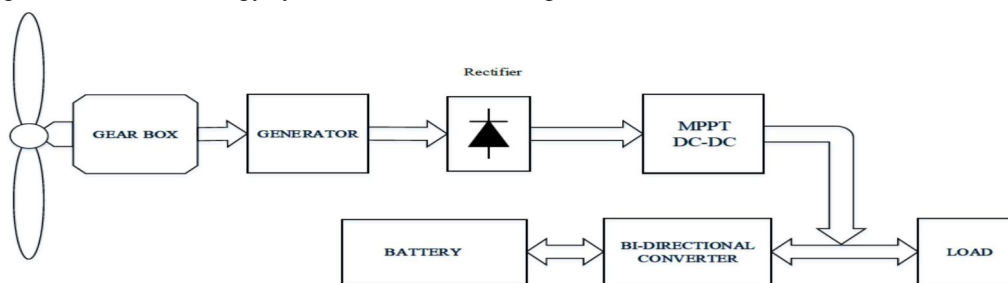 Rectifier
GEAR BOX
GENERATOR
MPPT
DC-DC
BATTERY
BI-DIRECTIONAL
CONVERTER
LOAD